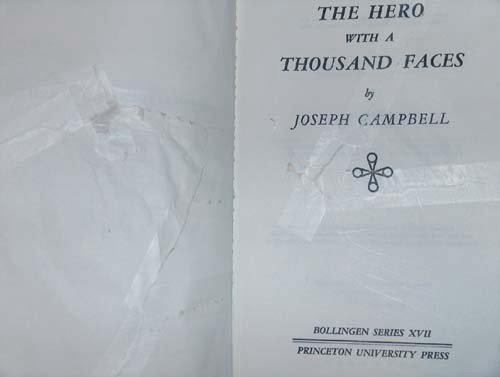 THE HERO
WITH A
THOUSAND FACES
by
JOSEPH CAMPBELL
BOLLINGEN SERIES XVII
PRINCETON UNIVERSITY PRESS